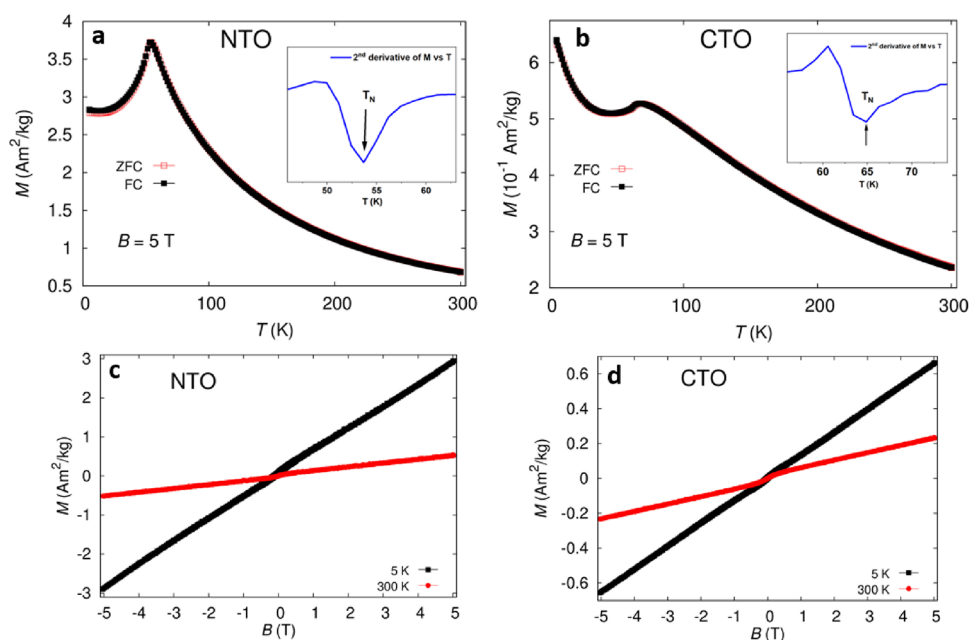 a
NTO
4
3.5
3
2.5
2
1.5
1
0.5
M (Am²/kg)
2ⁿᵈ derivative of M vs T
T_N
50 55 60
T (K)
ZFC
FC
B = 5 T
0 100 200 300
T (K)
b
CTO
6
5
4
3
2
M (10⁻¹ Am²/kg)
2ⁿᵈ derivative of M vs T
T_N
60 65 70
T (K)
ZFC
FC
B = 5 T
0 100 200 300
T (K)
c
NTO
3
2
1
0
-1
-2
-3
M (Am²/kg)
5 K
300 K
-5 -4 -3 -2 -1 0 1 2 3 4 5
B (T)
d
CTO
0.6
0.4
0.2
0
-0.2
-0.4
-0.6
M (Am²/kg)
5 K
300 K
-5 -4 -3 -2 -1 0 1 2 3 4 5
B (T)